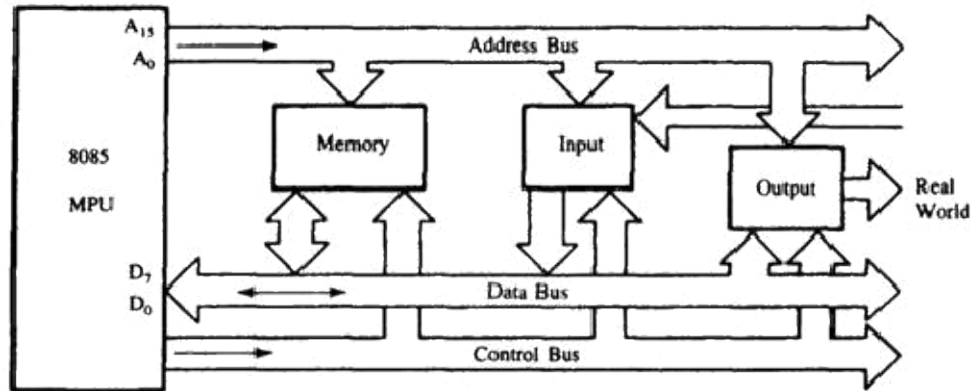 A15
Address Bus
A0
8085
MPU
Memory
Input
Output
Real
World
D7
D0
Data Bus
Control Bus